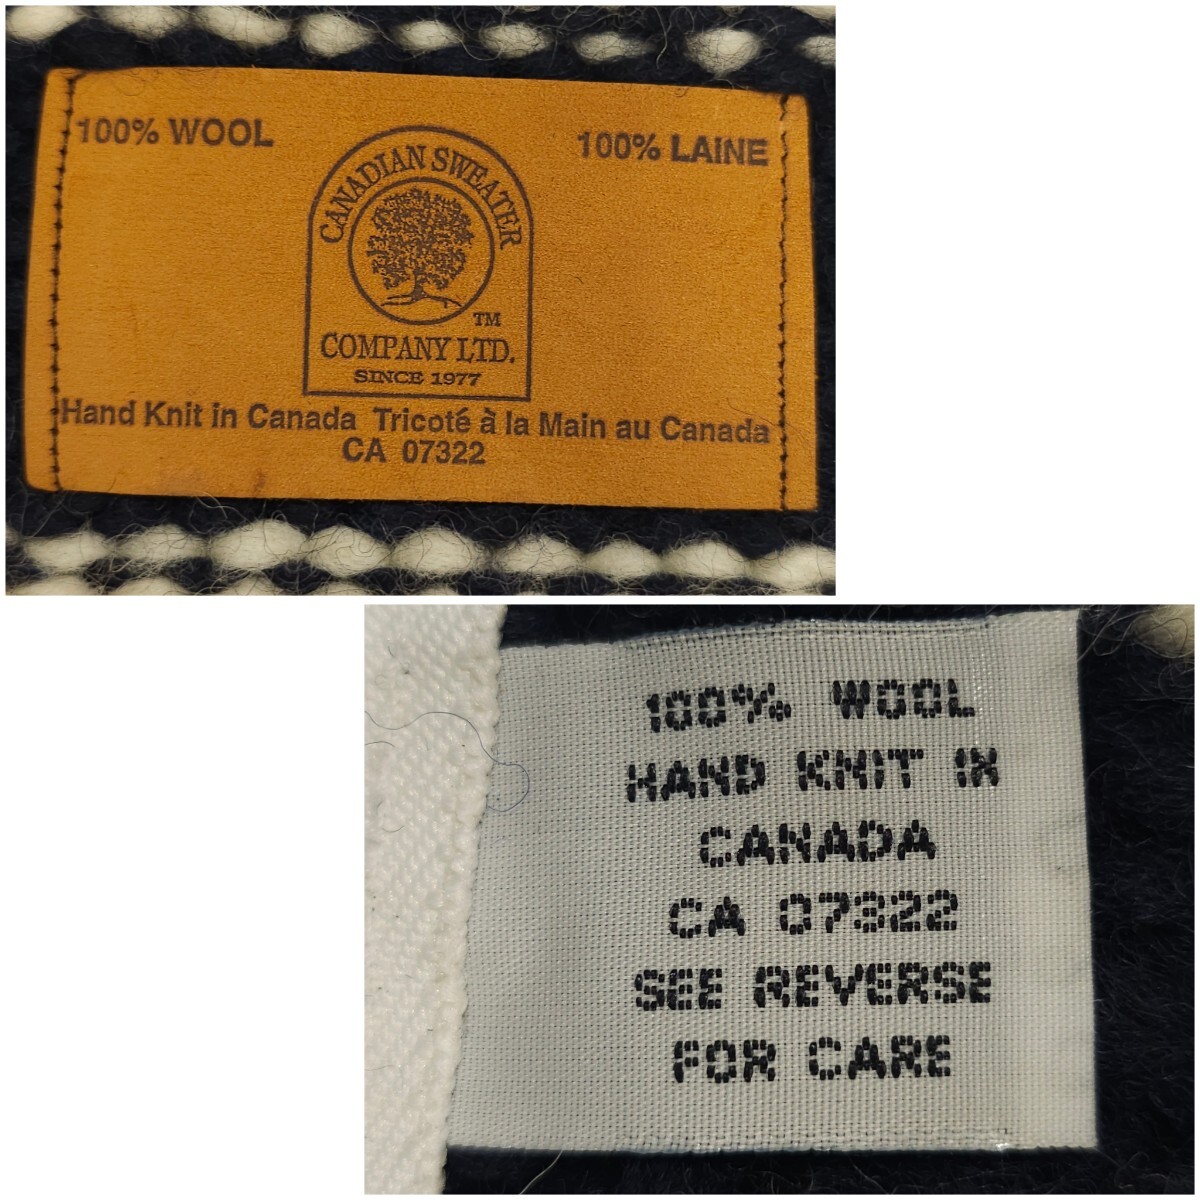 100% WOOL
100% LAINE
CANADIAN SWEATER
TM
COMPANY LTD.
SINCE 1977
Hand Knit in Canada Tricoté à la Main au Canada
CA 07322
100% WOOL
HAND KNIT IN
CANADA
CA 07322
SEE REVERSE
FOR CARE